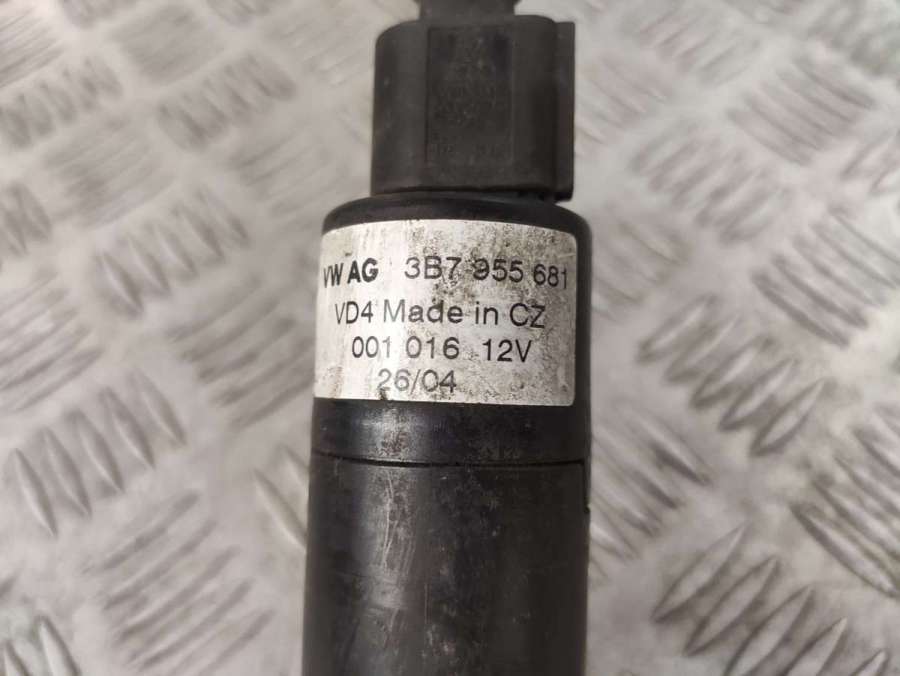 VW AG 3B7 955 681
VD4 Made in CZ
001 016 12V
26/04